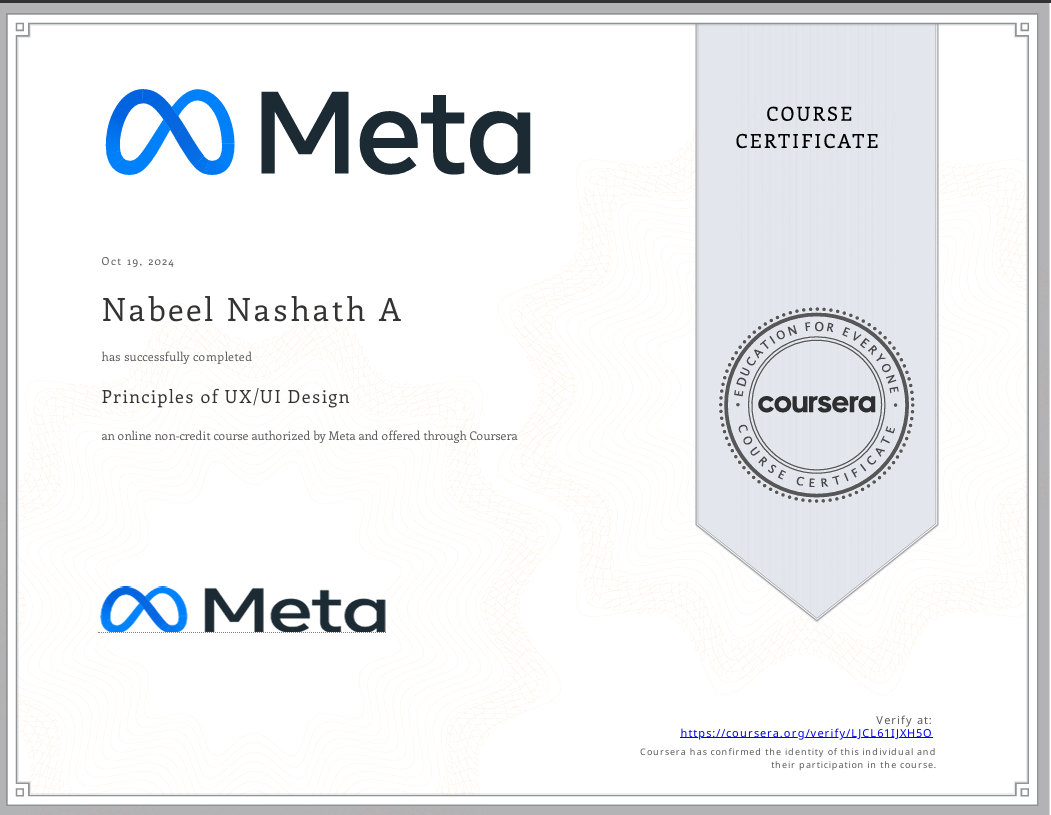 Meta
COURSE
CERTIFICATE
Oct 19, 2024
Nabeel Nashath A
has successfully completed
Principles of UX/UI Design
an online non-credit course authorized by Meta and offered through Coursera
EDUCATION FOR EVERYONE
coursera
COURSE CERTIFICATE
Meta
Verify at:
https://coursera.org/verify/LJCL61IJXH5O
Coursera has confirmed the identity of this individual and
their participation in the course.